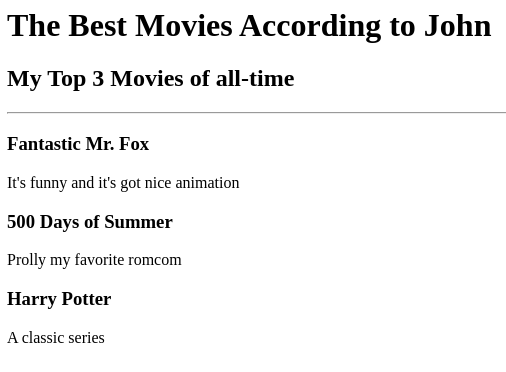 The Best Movies According to John
My Top 3 Movies of all-time
Fantastic Mr. Fox
It's funny and it's got nice animation
500 Days of Summer
Prolly my favorite romcom
Harry Potter
A classic series